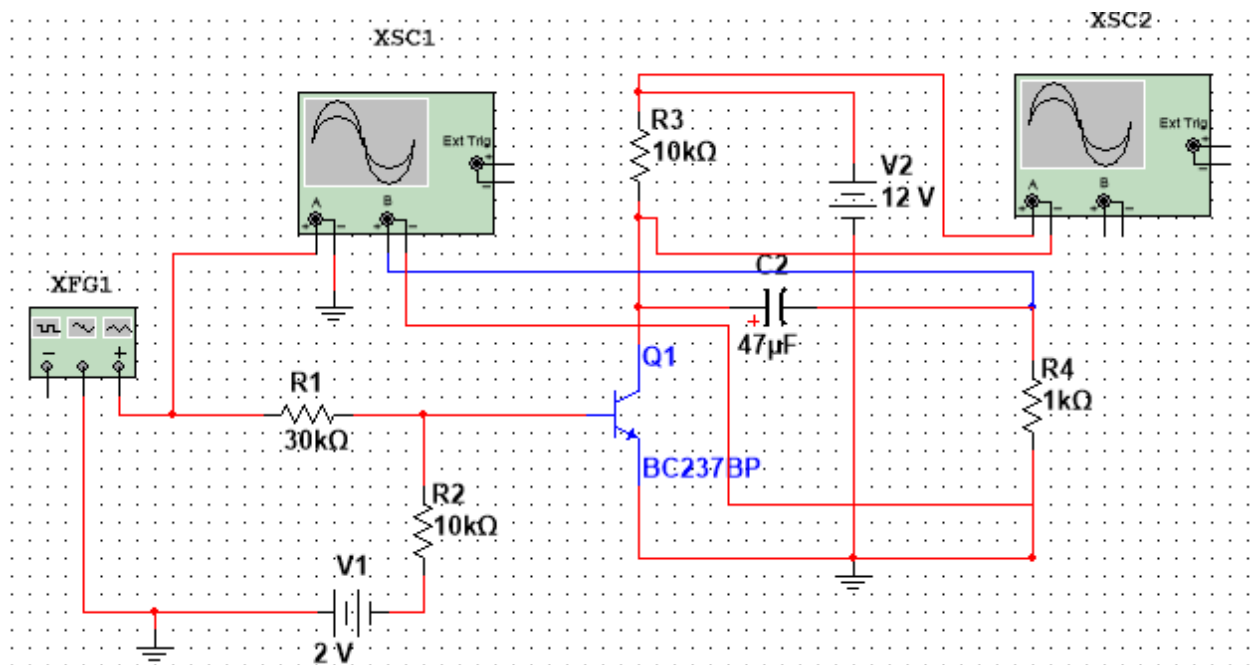 XSC1
XSC2
Ext Trig
+
−
A
B
+
−
+
−
Ext Trig
+
−
A
B
+
−
+
−
R3
10kΩ
V2
12 V
C2
+
47µF
XFG1
−
+
R1
30kΩ
Q1
BC237BP
R4
1kΩ
R2
10kΩ
V1
2 V